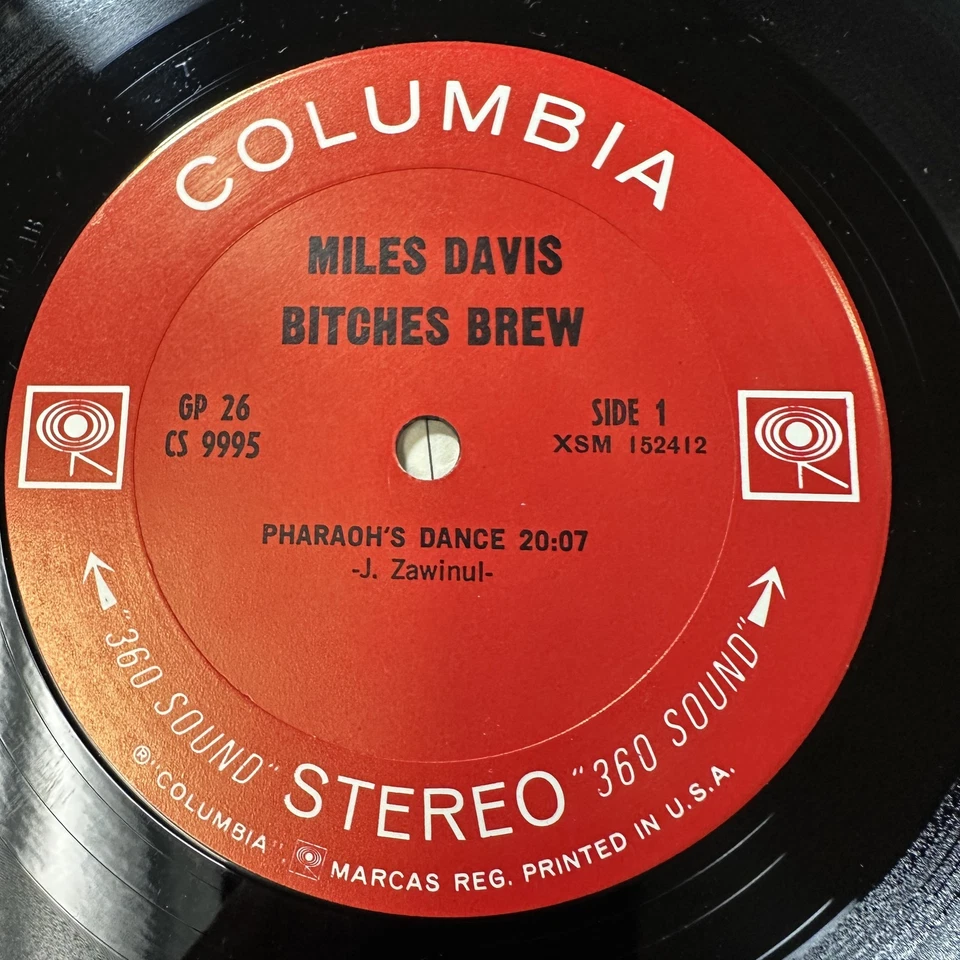 COLUMBIA
MILES DAVIS
BITCHES BREW
GP 26
CS 9995
SIDE 1
XSM 152412
PHARAOH'S DANCE 20:07
-J. Zawinul-
"360 SOUND" STEREO "360 SOUND"
® "COLUMBIA", MARCAS REG. PRINTED IN U.S.A.
1B